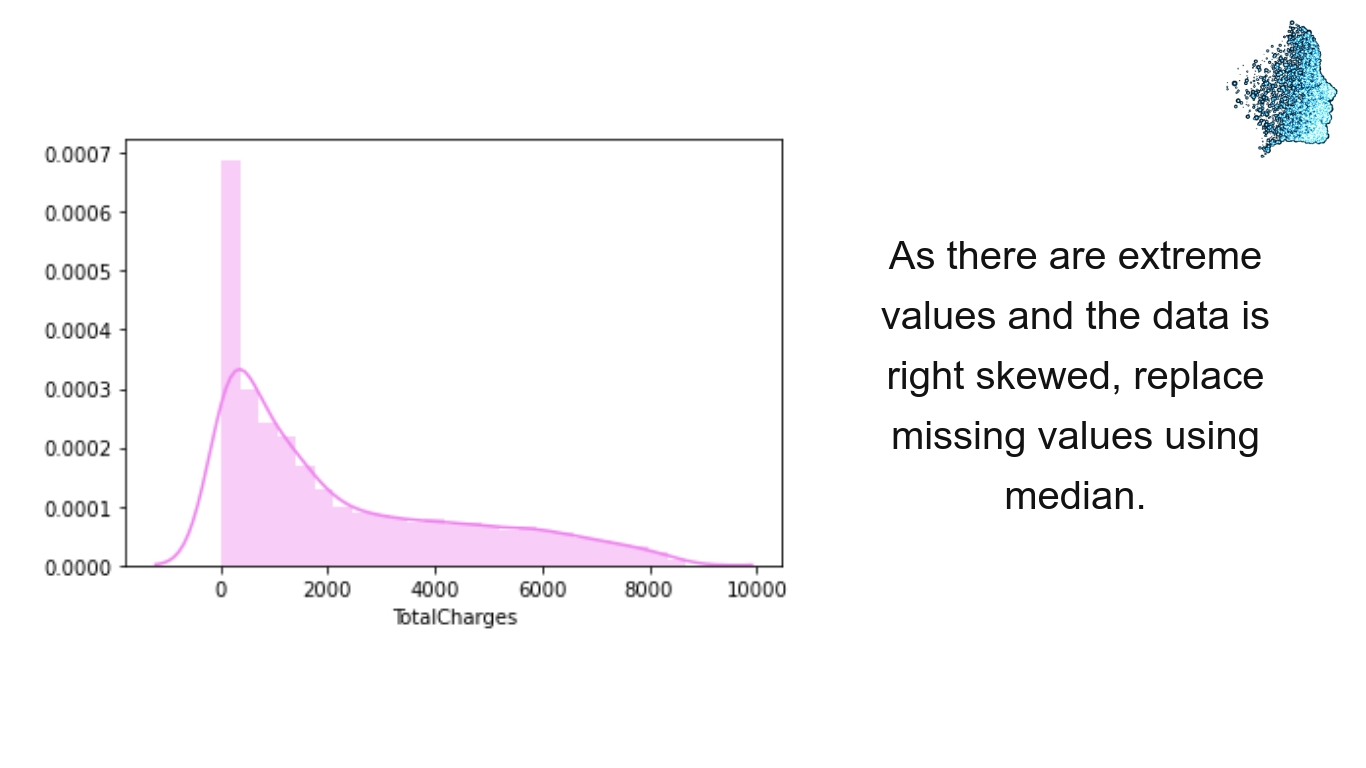 0.0007
0.0006
0.0005
0.0004
0.0003
0.0002
0.0001
0.0000
0 2000 4000 6000 8000 10000
TotalCharges
As there are extreme
values and the data is
right skewed, replace
missing values using
median.